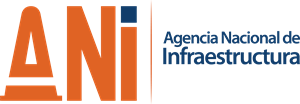 ANi
Agencia Nacional de
Infraestructura